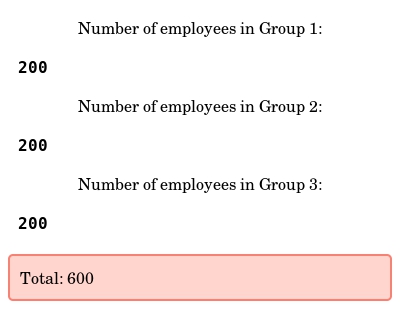 Number of employees in Group 1:
200
Number of employees in Group 2:
200
Number of employees in Group 3:
200
Total: 600